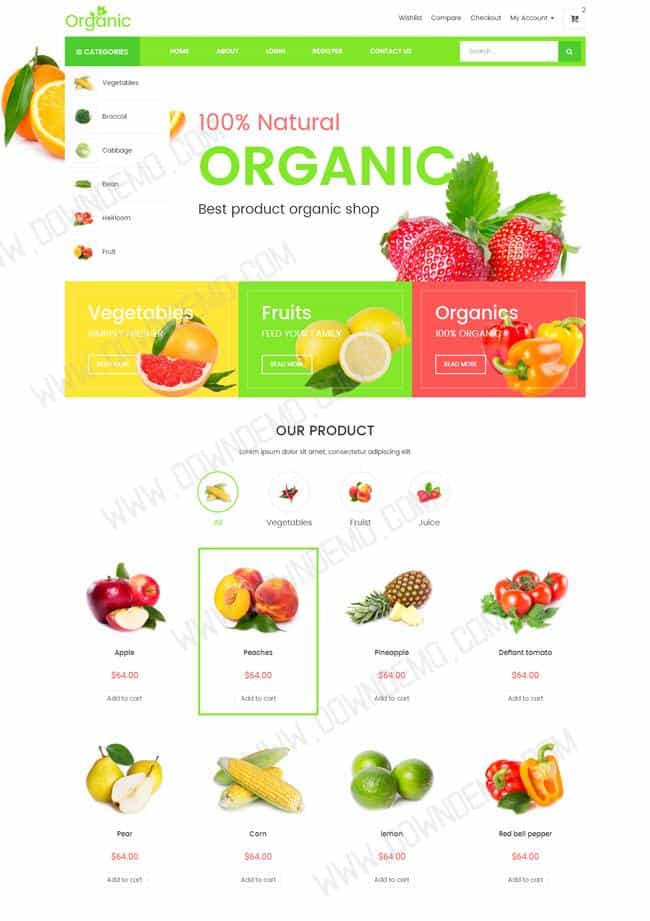 Organic
Wishlist Compare Checkout My Account
2
CATEGORIES
HOME ABOUT LOGIN REGISTER CONTACT US
Search...
Vegetables
Broccoli
Cabbage
Bean
Heirloom
Fruit
100% Natural
ORGANIC
Best product organic shop
Vegetables
SIMPLY FRESHER
READ MORE
Fruits
FEED YOUR FAMILY
READ MORE
Organics
100% ORGANIC
READ MORE
OUR PRODUCT
Lorem ipsum dolor sit amet, consectetur adipiscing elit
All Vegetables Fruist Juice
Apple Peaches Pineapple Defiant tomato
$64.00 $64.00 $64.00 $64.00
Add to cart Add to cart Add to cart Add to cart
Pear Corn lemon Red bell pepper
$64.00 $64.00 $64.00 $64.00
Add to cart Add to cart Add to cart Add to cart
WWW.DOWNDEMO.COM
WWW.DOWNDEMO.COM
WWW.DOWNDEMO.COM
WWW.DOWNDEMO.COM
WWW.DOWNDEMO.COM
WWW.DOWNDEMO.COM